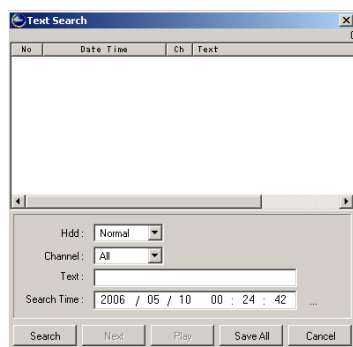 Text Search
No Date Time Ch Text
Hdd : Normal
Channel : All
Text :
Search Time : 2006 / 05 / 10 00 : 24 : 42 ...
Search Next Play Save All Cancel